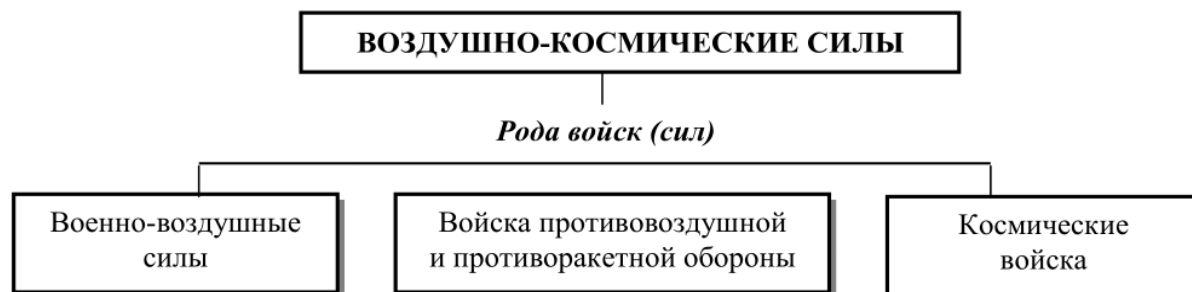 ВОЗДУШНО-КОСМИЧЕСКИЕ СИЛЫ
Рода войск (сил)
Военно-воздушные
силы
Войска противовоздушной
и противоракетной обороны
Космические
войска